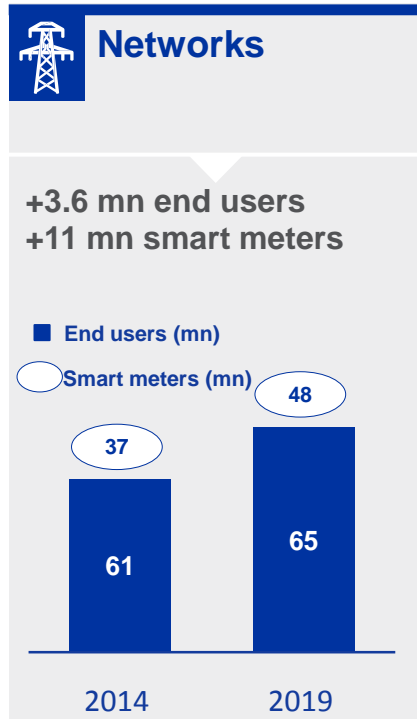 Networks
+3.6 mn end users
+11 mn smart meters
End users (mn)
Smart meters (mn)
48
37
65
61
2014 2019